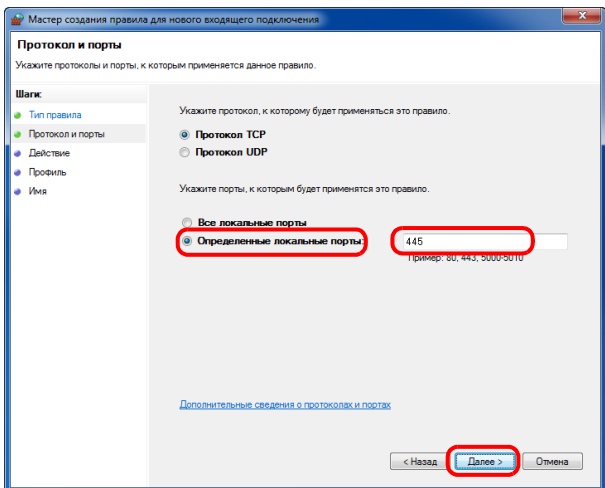 Мастер создания правила для нового входящего подключения
Протокол и порты
Укажите протоколы и порты, к которым применяется данное правило.
Шаги:
Тип правила
Протокол и порты
Действие
Профиль
Имя
Укажите протокол, к которому будет применяться это правило.
Протокол TCP
Протокол UDP
Укажите порты, к которым будет применятся это правило.
Все локальные порты
Определенные локальные порты: 445
Пример: 80, 443, 5000-5010
Дополнительные сведения о протоколах и портах
< Назад Далее > Отмена